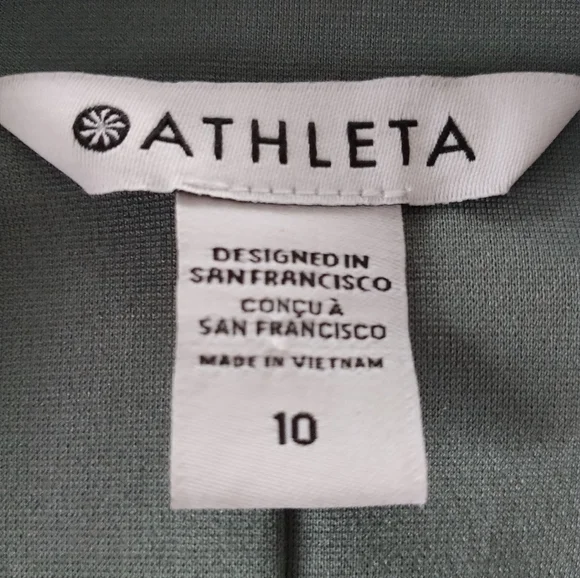 ATHLETA
DESIGNED IN
SAN FRANCISCO
CONÇU À
SAN FRANCISCO
MADE IN VIETNAM
10